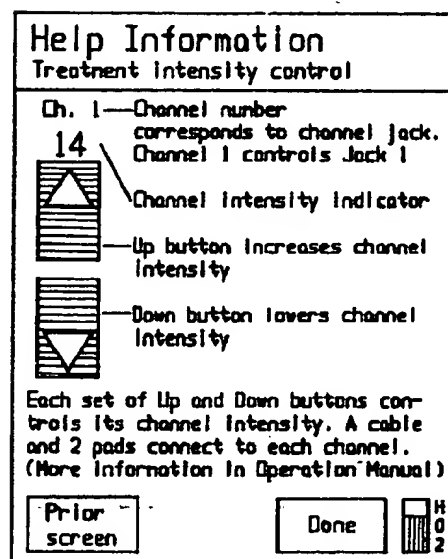 Help Information
Treatment intensity control
Ch. 1 Channel number
corresponds to channel jack.
Channel 1 controls Jack 1
14
Channel intensity indicator
Up button increases channel
intensity
Down button lowers channel
intensity
Each set of Up and Down buttons con-
trols its channel intensity. A cable
and 2 pads connect to each channel.
(More information in Operation Manual)
Prior
screen
Done
H
0
2